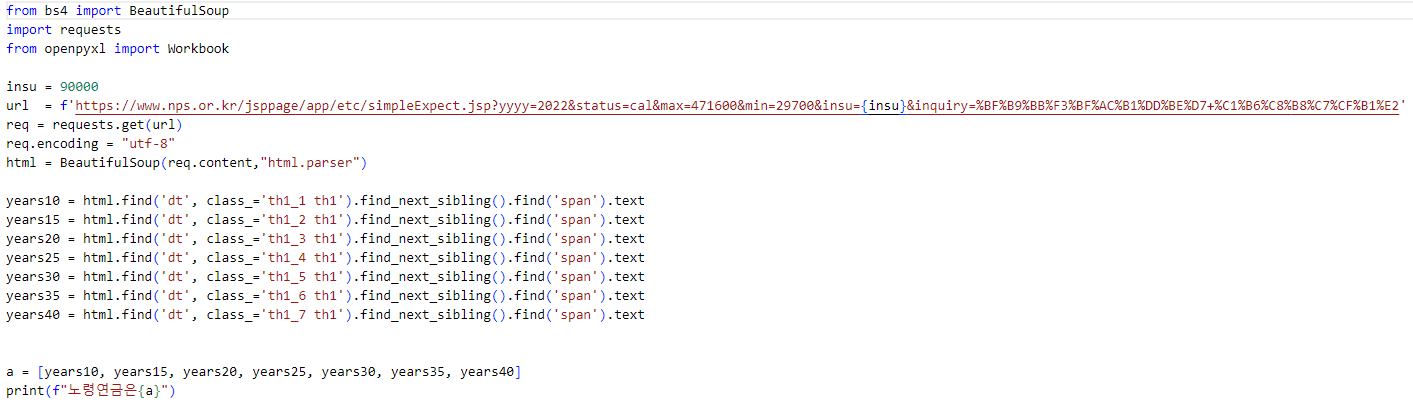 from bs4 import BeautifulSoup
import requests
from openpyxl import Workbook
insu = 90000
url  = f'https://www.nps.or.kr/jsppage/app/etc/simpleExpect.jsp?yyyy=2022&status=cal&max=471600&min=29700&insu={insu}&inquiry=%BF%B9%BB%F3%BF%AC%B1%DD%BE%D7+%C1%B6%C8%B8%C7%CF%B1%E2'
req = requests.get(url)
req.encoding = "utf-8"
html = BeautifulSoup(req.content,"html.parser")
years10 = html.find('dt', class_='th1_1 th1').find_next_sibling().find('span').text
years15 = html.find('dt', class_='th1_2 th1').find_next_sibling().find('span').text
years20 = html.find('dt', class_='th1_3 th1').find_next_sibling().find('span').text
years25 = html.find('dt', class_='th1_4 th1').find_next_sibling().find('span').text
years30 = html.find('dt', class_='th1_5 th1').find_next_sibling().find('span').text
years35 = html.find('dt', class_='th1_6 th1').find_next_sibling().find('span').text
years40 = html.find('dt', class_='th1_7 th1').find_next_sibling().find('span').text
a = [years10, years15, years20, years25, years30, years35, years40]
print(f"노령연금은{a}")